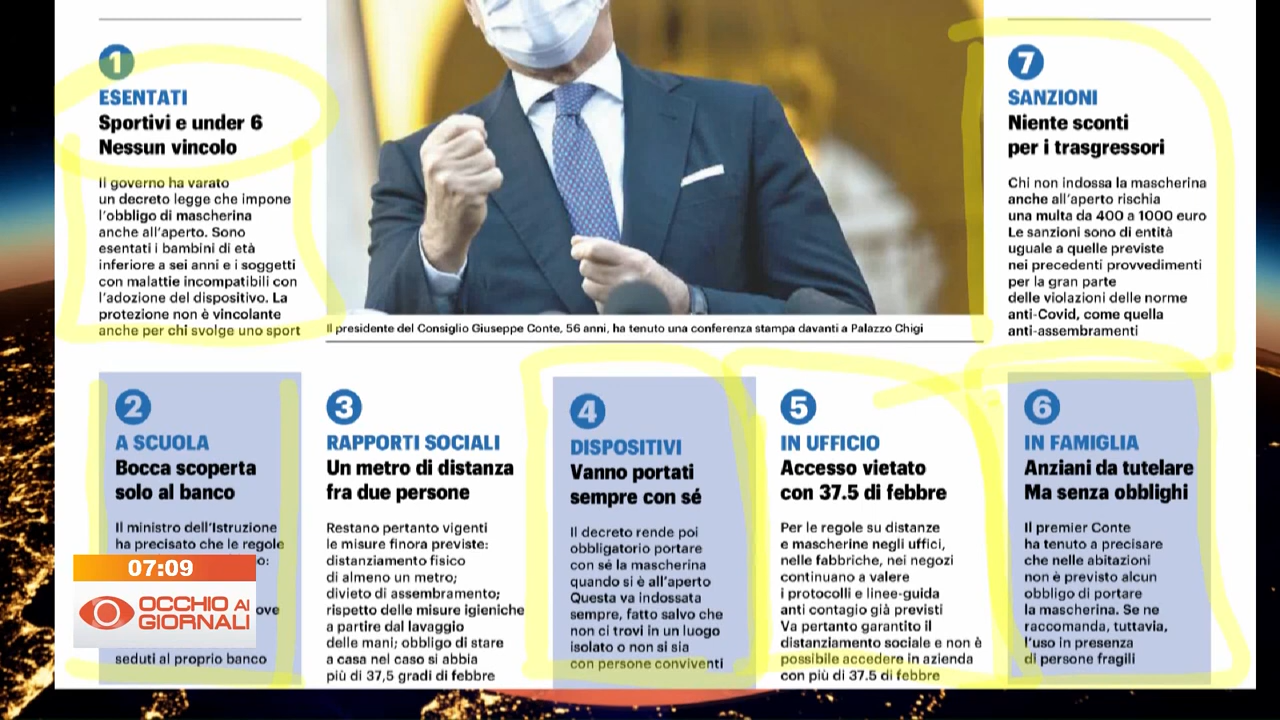 1
ESENTATI
Sportivi e under 6
Nessun vincolo
Il governo ha varato
un decreto legge che impone
l'obbligo di mascherina
anche all'aperto. Sono
esentati i bambini di età
inferiore a sei anni e i soggetti
con malattie incompatibili con
l'adozione del dispositivo. La
protezione non è vincolante
anche per chi svolge uno sport
Il presidente del Consiglio Giuseppe Conte, 56 anni, ha tenuto una conferenza stampa davanti a Palazzo Chigi
7
SANZIONI
Niente sconti
per i trasgressori
Chi non indossa la mascherina
anche all'aperto rischia
una multa da 400 a 1000 euro
Le sanzioni sono di entità
uguale a quelle previste
nei precedenti provvedimenti
per la gran parte
delle violazioni delle norme
anti-Covid, come quella
anti-assembramenti
2
A SCUOLA
Bocca scoperta
solo al banco
Il ministro dell'Istruzione
ha precisato che le regole
seduti al proprio banco
07:09
OCCHIO AI
GIORNALI
3
RAPPORTI SOCIALI
Un metro di distanza
fra due persone
Restano pertanto vigenti
le misure finora previste:
distanziamento fisico
di almeno un metro;
divieto di assembramento;
rispetto delle misure igieniche
a partire dal lavaggio
delle mani; obbligo di stare
a casa nel caso si abbia
più di 37,5 gradi di febbre
4
DISPOSITIVI
Vanno portati
sempre con sé
Il decreto rende poi
obbligatorio portare
con sé la mascherina
quando si è all'aperto
Questa va indossata
sempre, fatto salvo che
non ci trovi in un luogo
isolato o non si sia
con persone conviventi
5
IN UFFICIO
Accesso vietato
con 37.5 di febbre
Per le regole su distanze
e mascherine negli uffici,
nelle fabbriche, nei negozi
continuano a valere
i protocolli e linee-guida
anti contagio già previsti
Va pertanto garantito il
distanziamento sociale e non è
possibile accedere in azienda
con più di 37.5 di febbre
6
IN FAMIGLIA
Anziani da tutelare
Ma senza obblighi
Il premier Conte
ha tenuto a precisare
che nelle abitazioni
non è previsto alcun
obbligo di portare
la mascherina. Se ne
raccomanda, tuttavia,
l'uso in presenza
di persone fragili